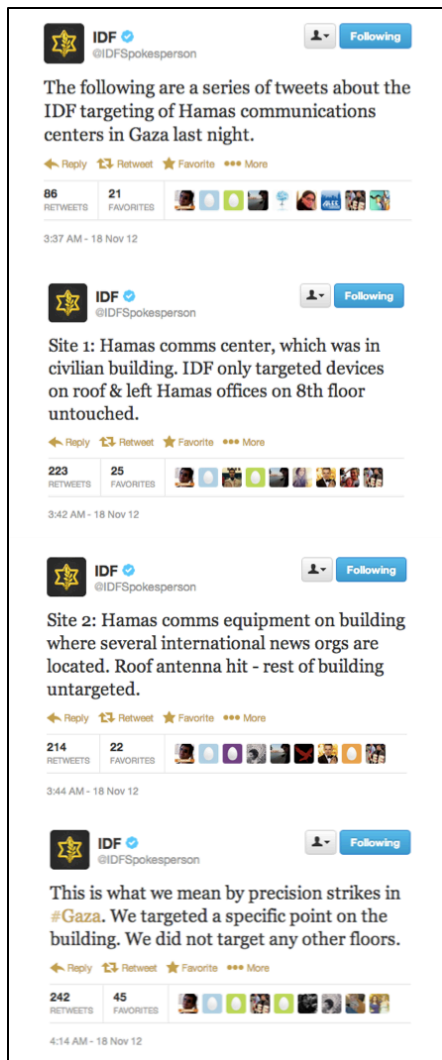 IDF
@IDFSpokesperson
Following
The following are a series of tweets about the
IDF targeting of Hamas communications
centers in Gaza last night.
Reply Retweet Favorite More
86 21
RETWEETS FAVORITES
3:37 AM - 18 Nov 12
IDF
@IDFSpokesperson
Following
Site 1: Hamas comms center, which was in
civilian building. IDF only targeted devices
on roof & left Hamas offices on 8th floor
untouched.
Reply Retweet Favorite More
223 25
RETWEETS FAVORITES
3:42 AM - 18 Nov 12
IDF
@IDFSpokesperson
Following
Site 2: Hamas comms equipment on building
where several international news orgs are
located. Roof antenna hit - rest of building
untargeted.
Reply Retweet Favorite More
214 22
RETWEETS FAVORITES
3:44 AM - 18 Nov 12
IDF
@IDFSpokesperson
Following
This is what we mean by precision strikes in
#Gaza. We targeted a specific point on the
building. We did not target any other floors.
Reply Retweet Favorite More
242 45
RETWEETS FAVORITES
4:14 AM - 18 Nov 12